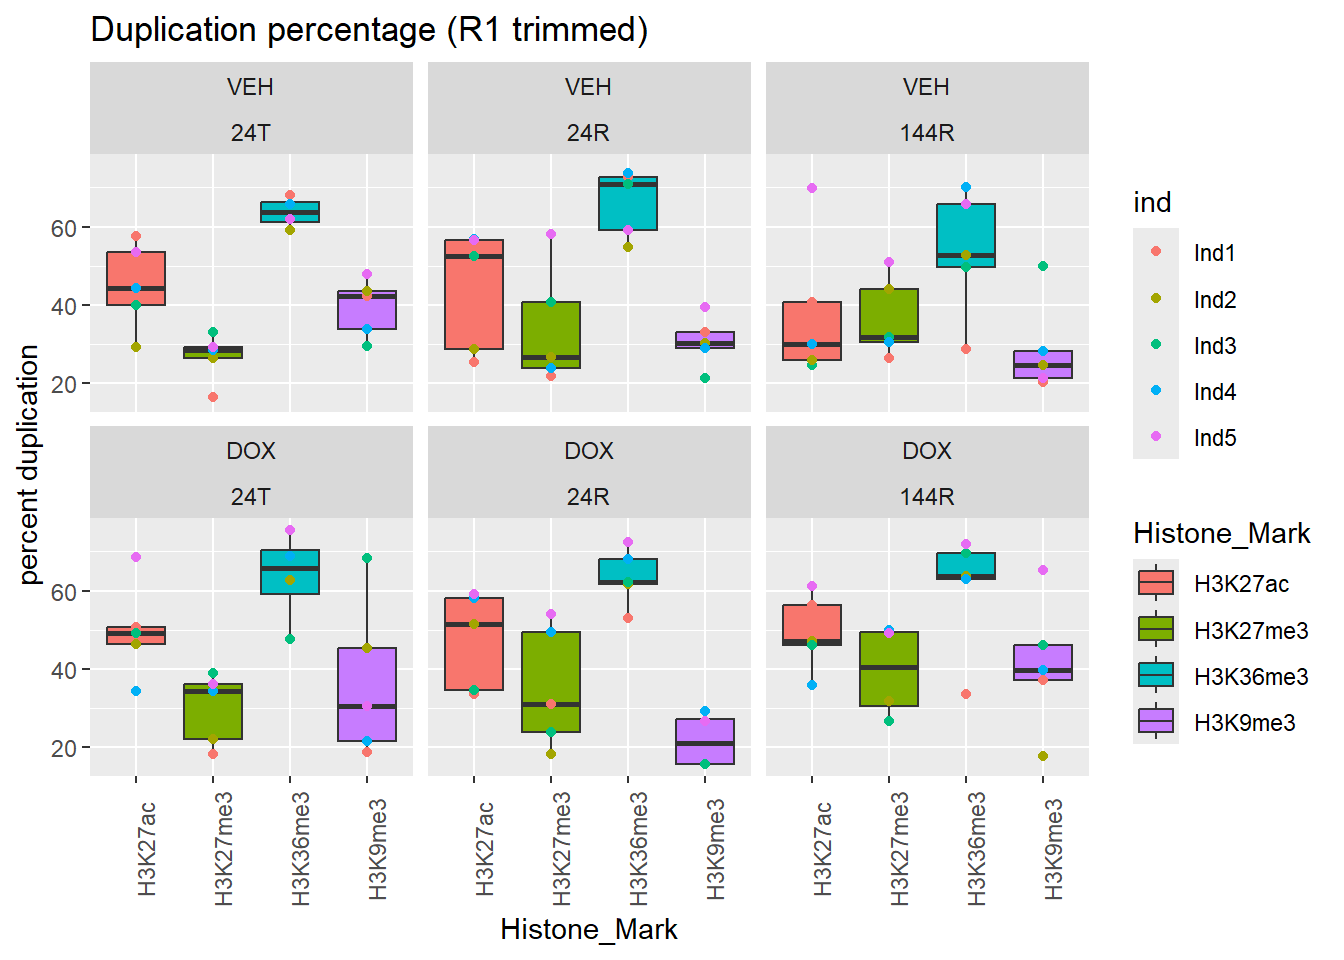 Duplication percentage (R1 trimmed)
VEH
24T
VEH
24R
VEH
144R
60
40
20
DOX
24T
DOX
24R
DOX
144R
60
40
20
percent duplication
H3K27ac
H3K27me3
H3K36me3
H3K9me3
H3K27ac
H3K27me3
H3K36me3
H3K9me3
H3K27ac
H3K27me3
H3K36me3
H3K9me3
Histone_Mark
ind
Ind1
Ind2
Ind3
Ind4
Ind5
Histone_Mark
H3K27ac
H3K27me3
H3K36me3
H3K9me3